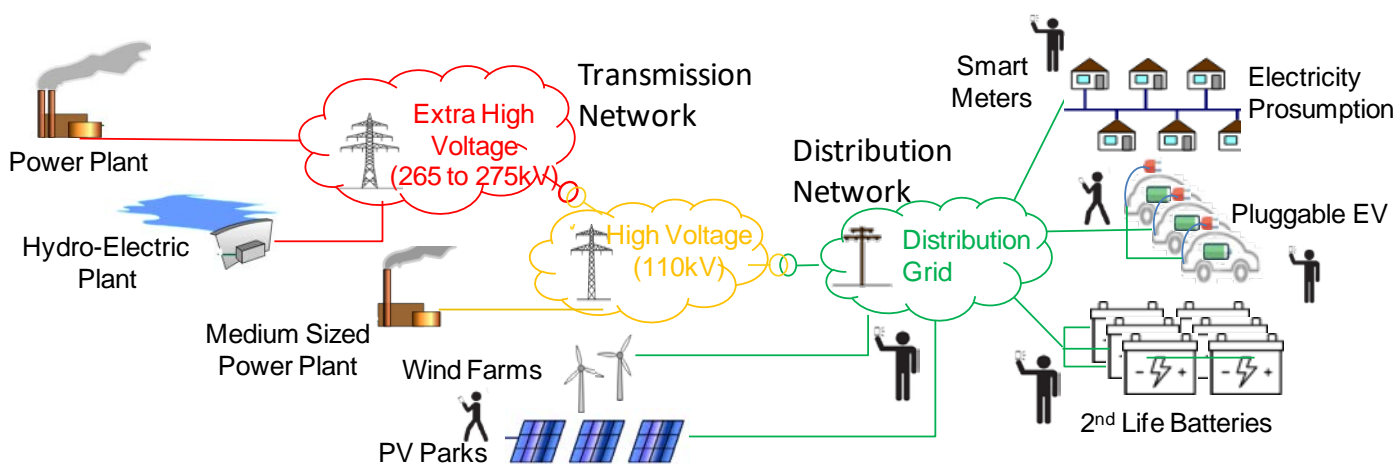 Transmission
Network
Extra High
Voltage
(265 to 275kV)
Power Plant
Hydro-Electric
Plant
High Voltage
(110kV)
Medium Sized
Power Plant
Distribution
Network
Distribution
Grid
Wind Farms
PV Parks
Smart
Meters
Electricity
Prosumption
Pluggable EV
2nd Life Batteries